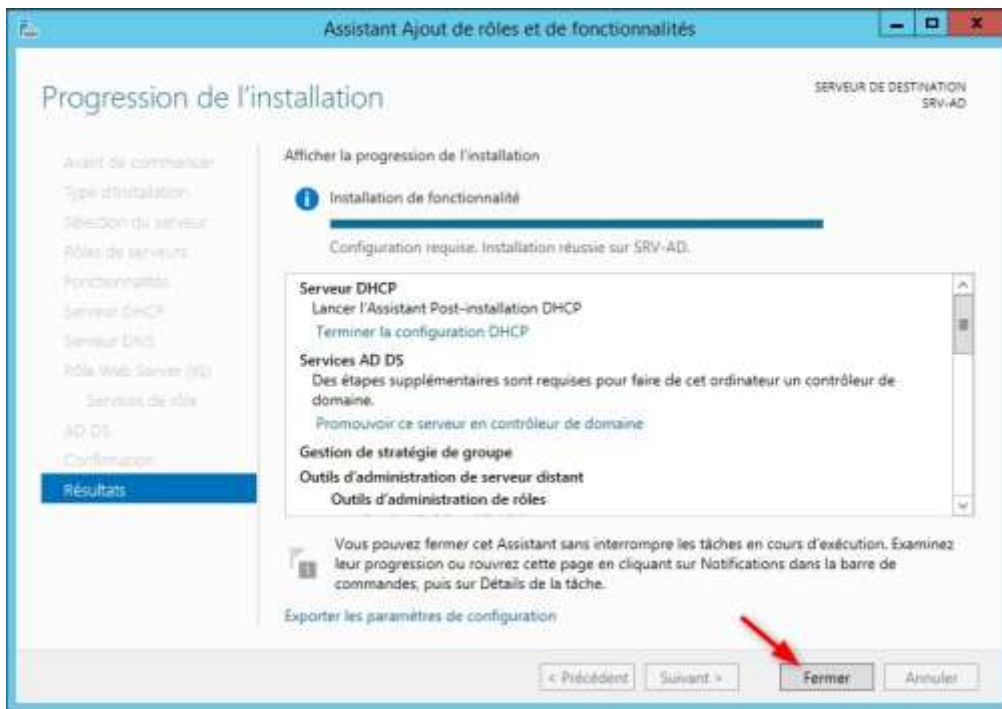 Assistant Ajout de rôles et de fonctionnalités
Progression de l'installation
SERVEUR DE DESTINATION
SRV-AD
Avant de commencer
Type d'installation
Sélection du serveur
Rôles de serveurs
Fonctionnalités
Serveur DHCP
Serveur DNS
Rôle Web Server (IIS)
Services de rôle
AD DS
Confirmation
Résultats
Afficher la progression de l'installation
Installation de fonctionnalité
Configuration requise. Installation réussie sur SRV-AD.
Serveur DHCP
Lancer l'Assistant Post-installation DHCP
Terminer la configuration DHCP
Services AD DS
Des étapes supplémentaires sont requises pour faire de cet ordinateur un contrôleur de
domaine.
Promouvoir ce serveur en contrôleur de domaine
Gestion de stratégie de groupe
Outils d'administration de serveur distant
Outils d'administration de rôles
Vous pouvez fermer cet Assistant sans interrompre les tâches en cours d'exécution. Examinez
leur progression ou rouvrez cette page en cliquant sur Notifications dans la barre de
commandes, puis sur Détails de la tâche.
Exporter les paramètres de configuration
< Précédent
Suivant >
Fermer
Annuler